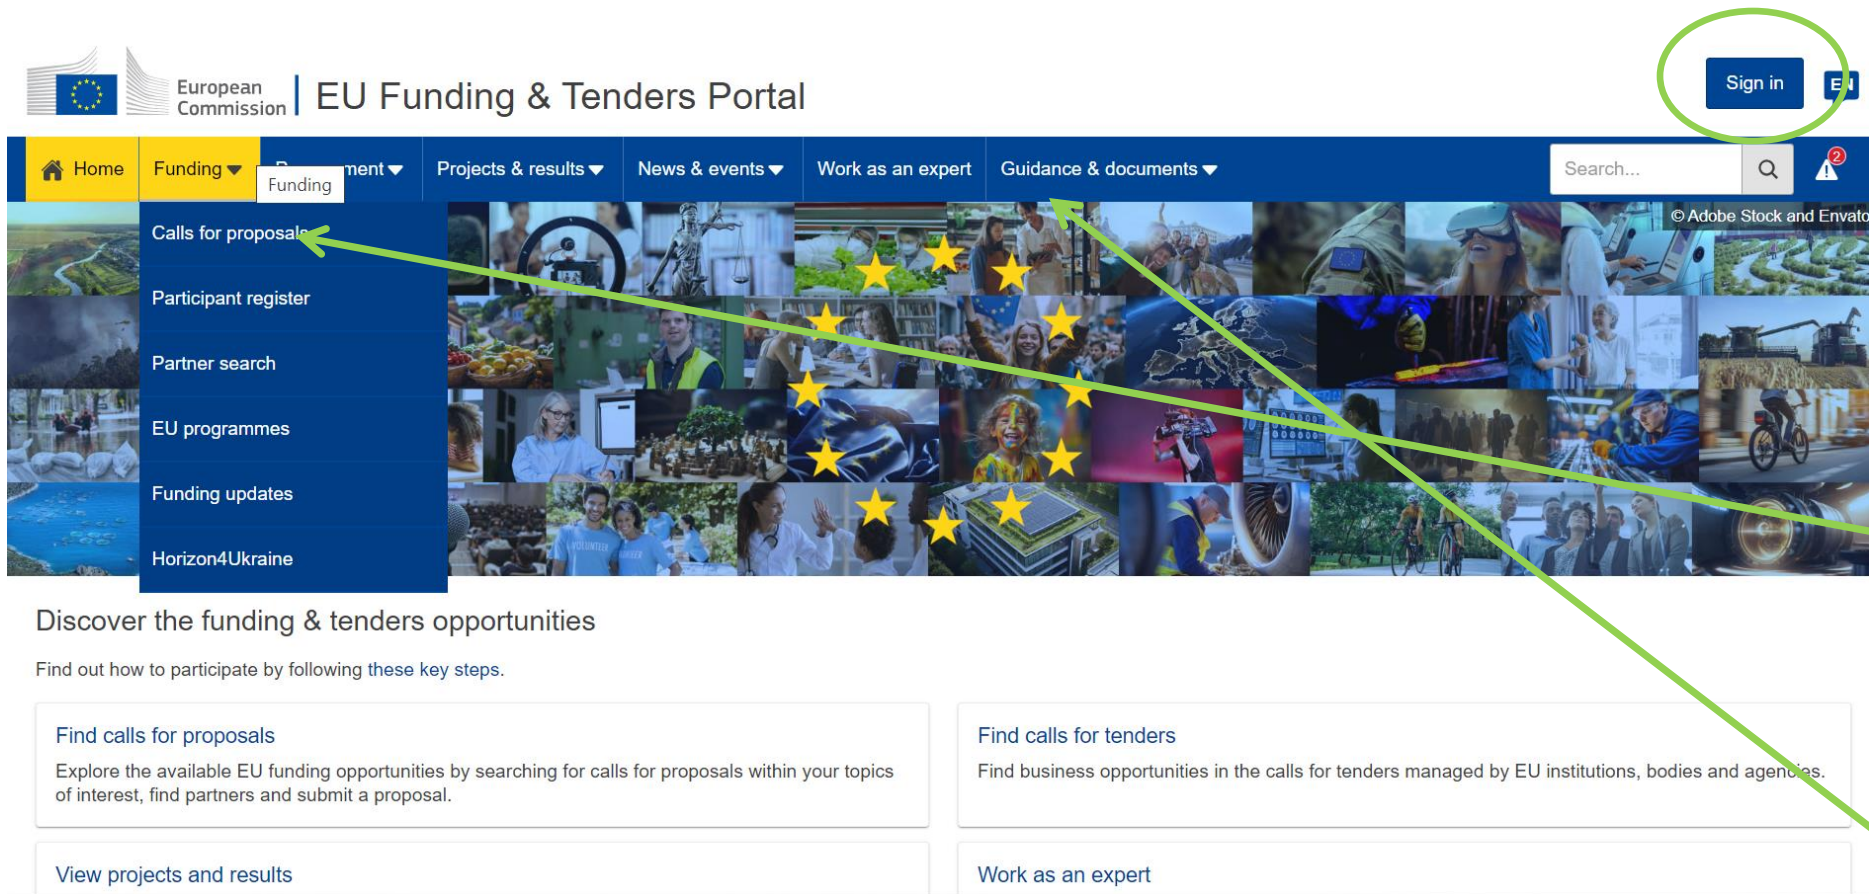 European
Commission
EU Funding & Tenders Portal
Sign in
EN
Home
Funding
Projects & results
News & events
Work as an expert
Guidance & documents
Search...
2
Funding
© Adobe Stock and Envato
Calls for proposals
Participant register
Partner search
EU programmes
Funding updates
Horizon4Ukraine
VOLUNTEER
Discover the funding & tenders opportunities
Find out how to participate by following these key steps.
Find calls for proposals
Explore the available EU funding opportunities by searching for calls for proposals within your topics
of interest, find partners and submit a proposal.
Find calls for tenders
Find business opportunities in the calls for tenders managed by EU institutions, bodies and agencies.
View projects and results
Work as an expert